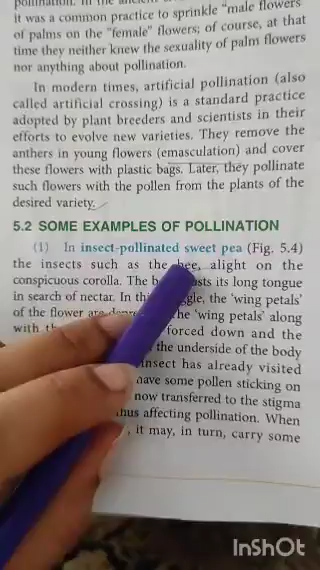 it was a common practice to sprinkle "male flowers
of palms on the "female" flowers; of course, at that
time they neither knew the sexuality of palm flowers
nor anything about pollination.
In modern times, artificial pollination (also
called artificial crossing) is a standard practice
adopted by plant breeders and scientists in their
efforts to evolve new varieties. They remove the
anthers in young flowers (emasculation) and cover
these flowers with plastic bags. Later, they pollinate
such flowers with the pollen from the plants of the
desired variety.
5.2 SOME EXAMPLES OF POLLINATION
(1) In insect-pollinated sweet pea (Fig. 5.4)
the insects such as the bee, alight on the
conspicuous corolla. The its long tongue
in search of nectar. In the 'wing petals'
of the flower are 'wing petals' along
with forced down and the
the underside of the body
insect has already visited
have some pollen sticking on
now transferred to the stigma
thus affecting pollination. When
, it may, in turn, carry some
InShOt